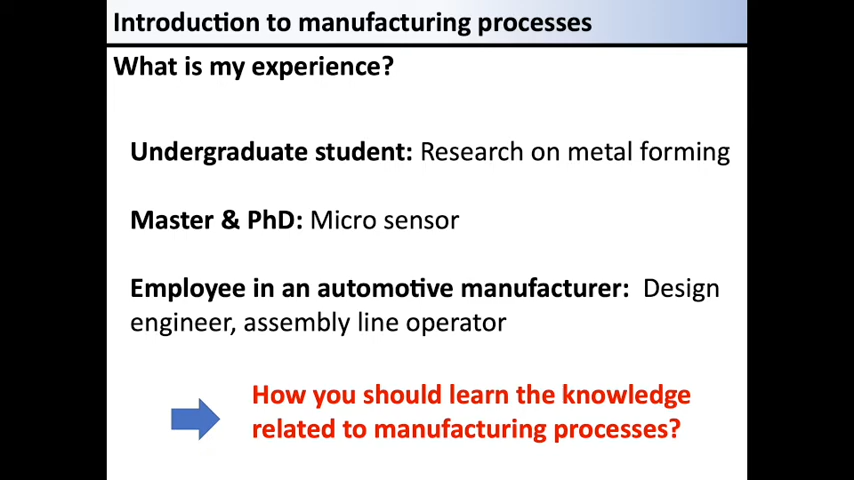 Introduction to manufacturing processes
What is my experience?
Undergraduate student: Research on metal forming
Master & PhD: Micro sensor
Employee in an automotive manufacturer: Design
engineer, assembly line operator
How you should learn the knowledge
related to manufacturing processes?